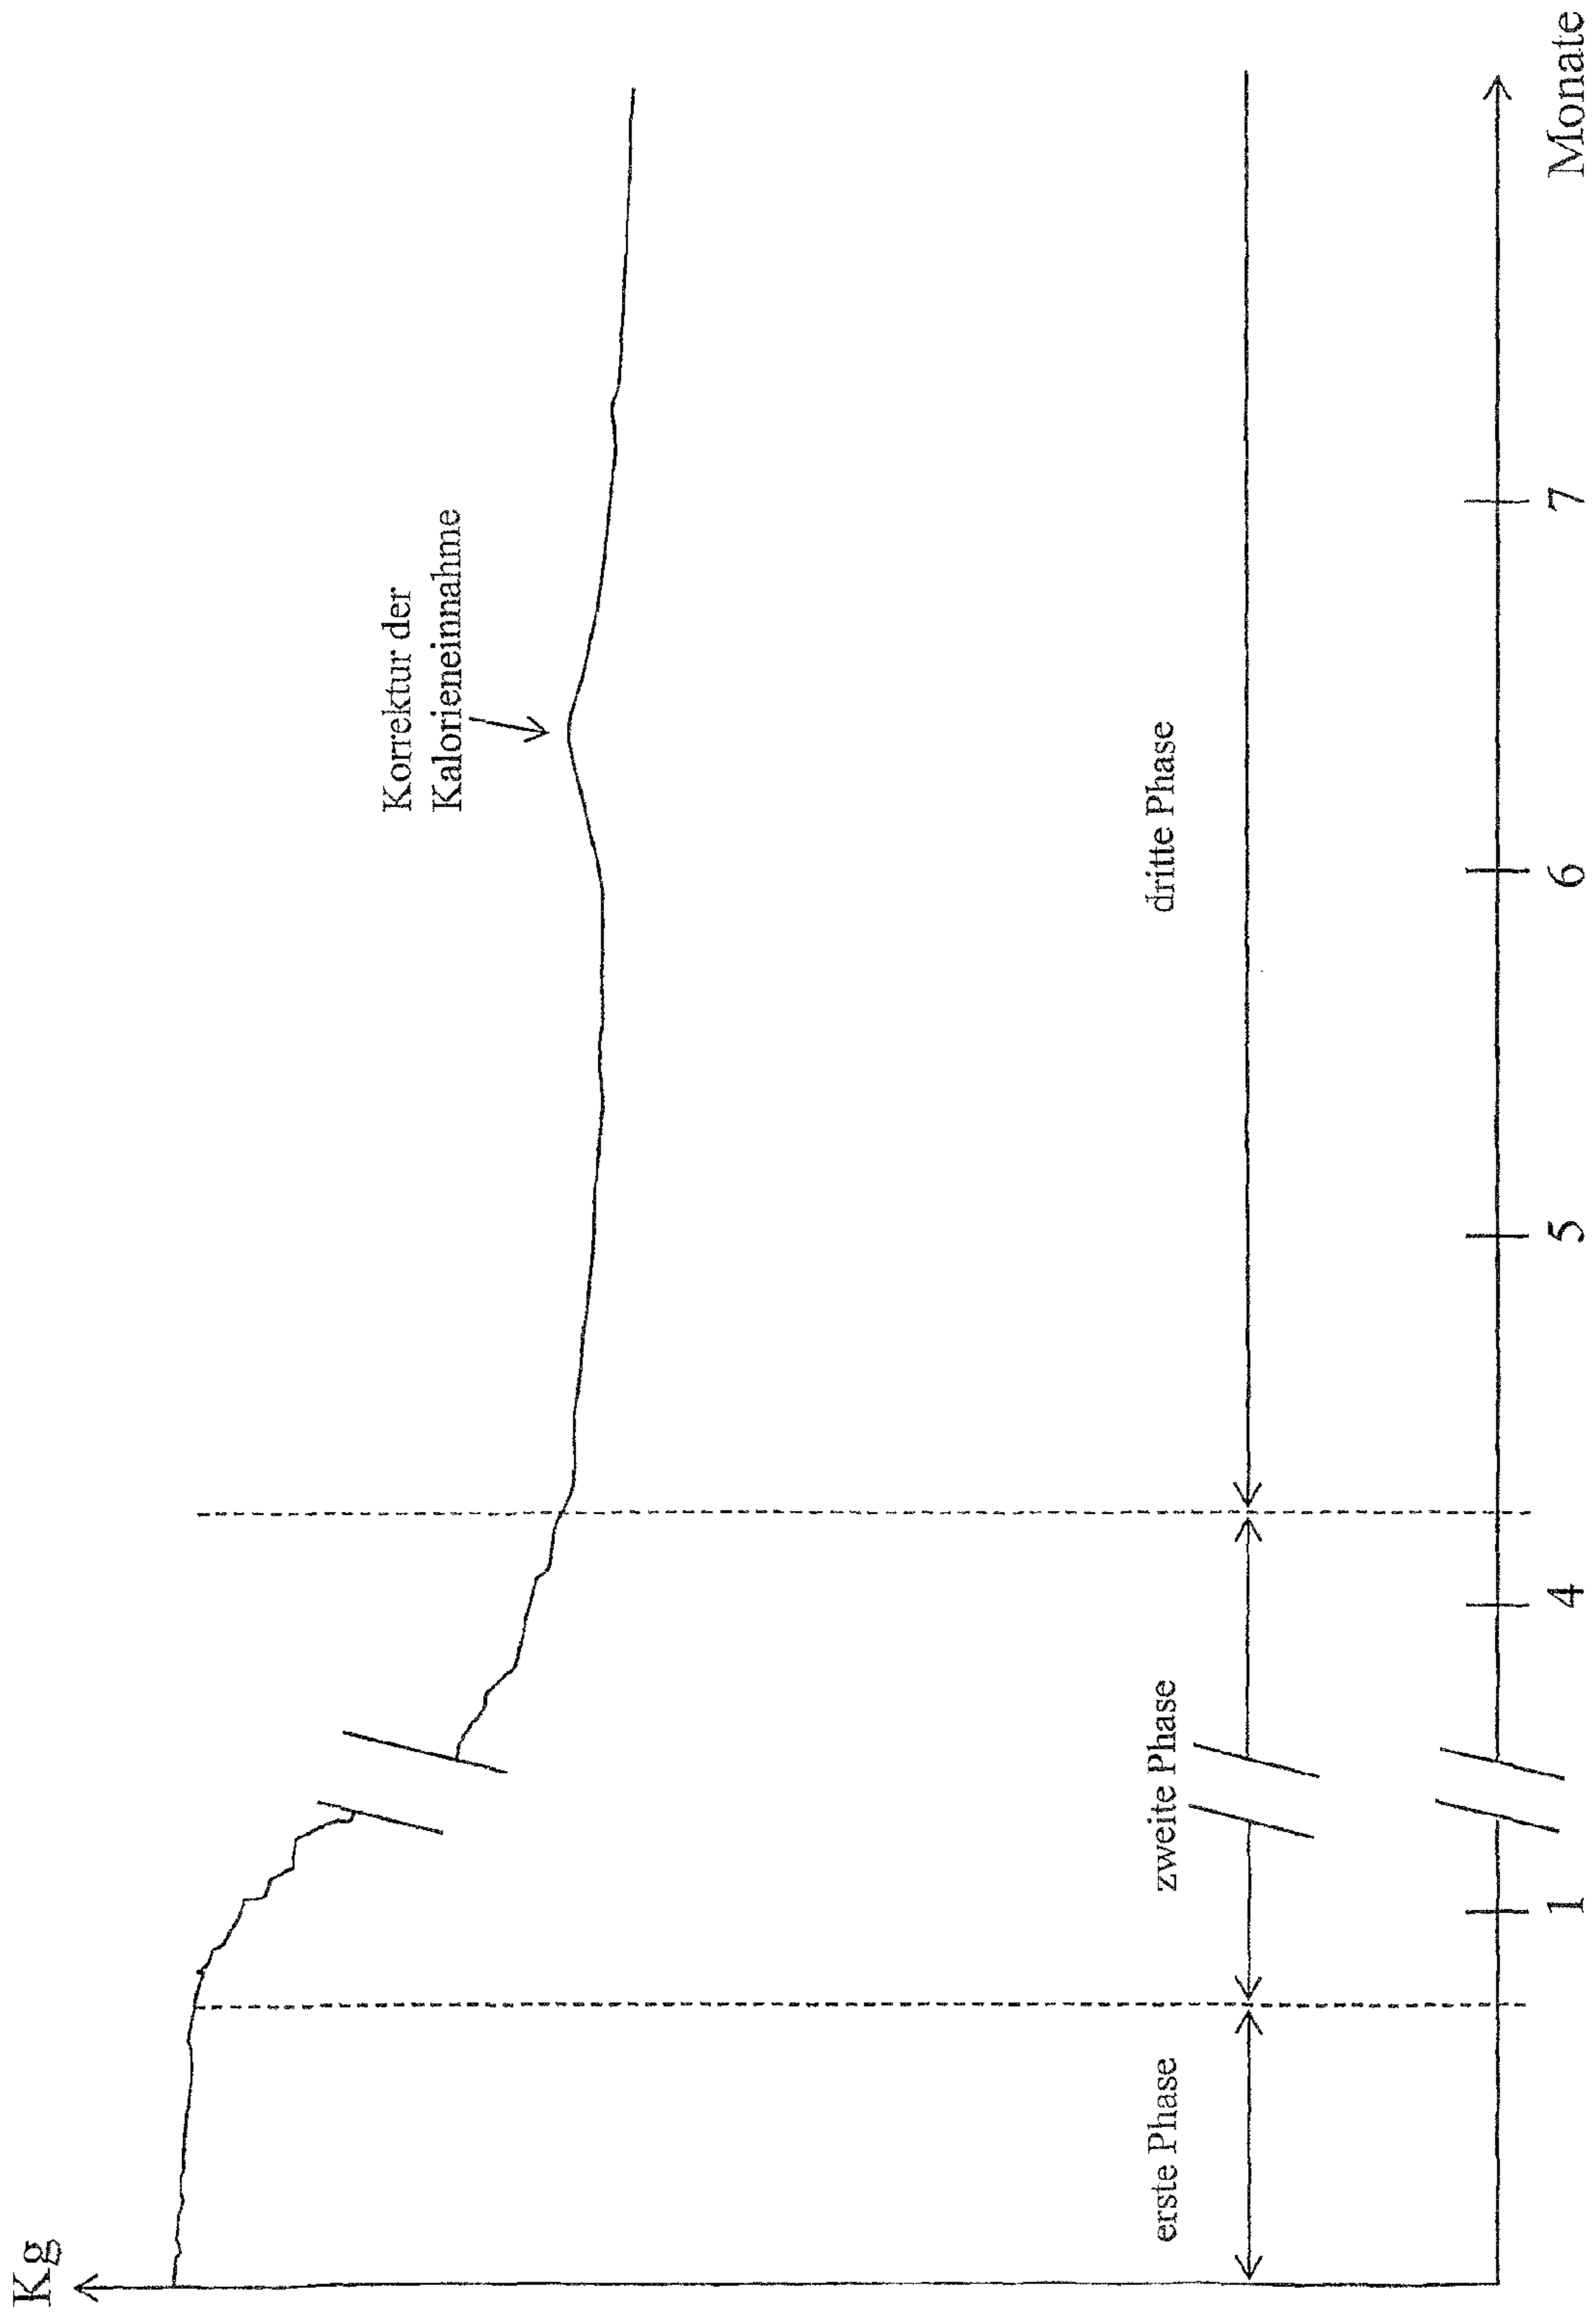 Kg
Korrektur der
Kalorieneinnahme
erste Phase
zweite Phase
dritte Phase
1
4
5
6
7
Monate